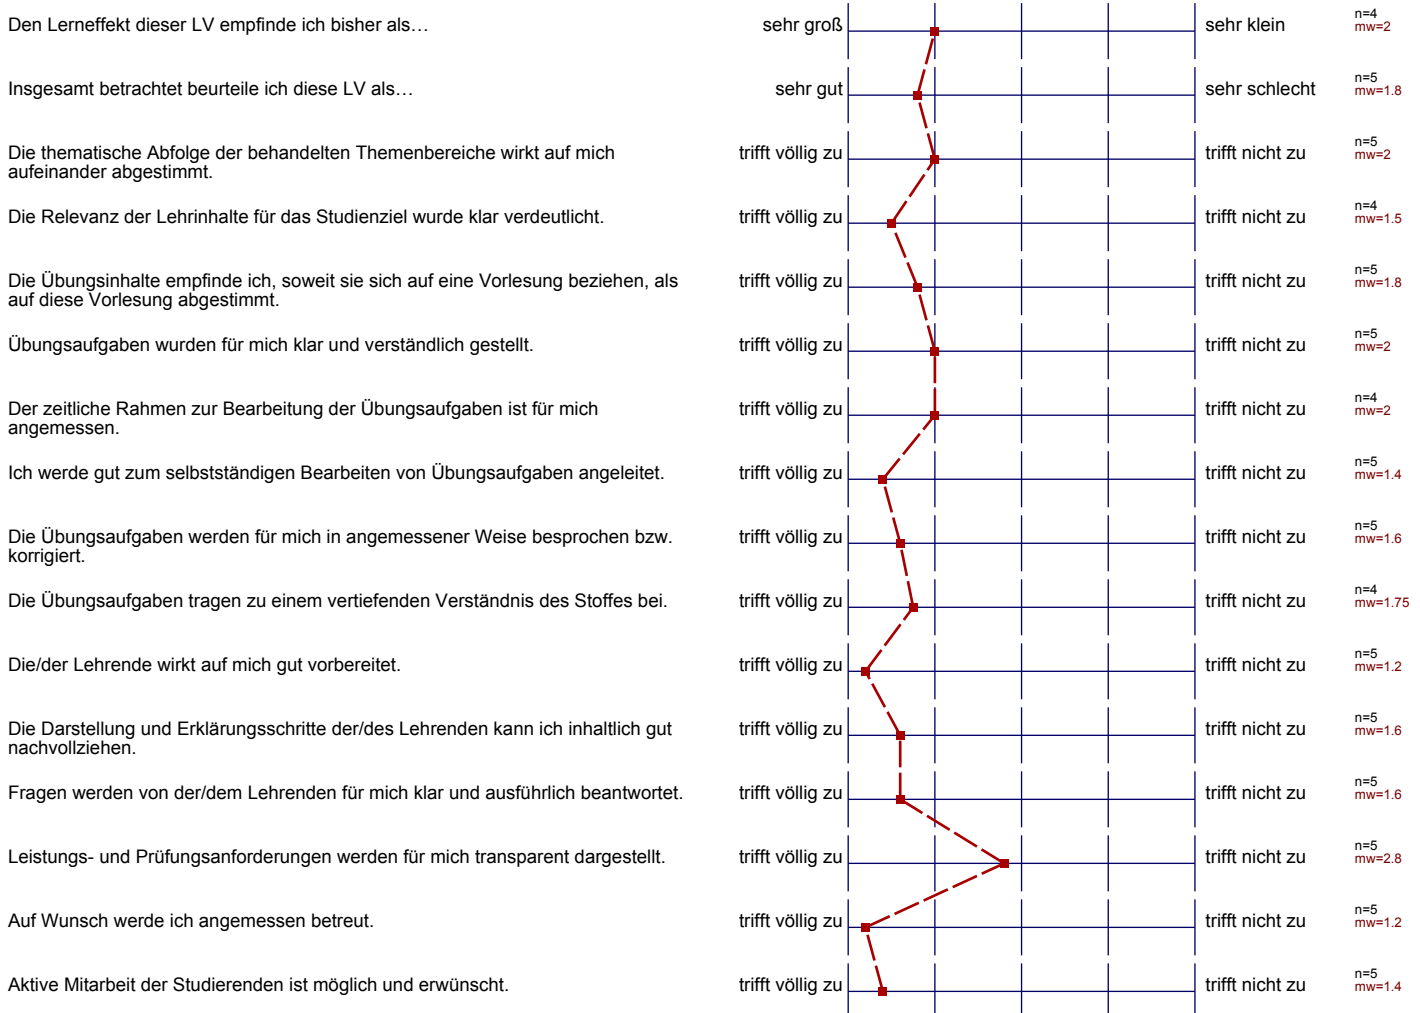 Den Lerneffekt dieser LV empfinde ich bisher als… sehr groß sehr klein n=4
mw=2
Insgesamt betrachtet beurteile ich diese LV als… sehr gut sehr schlecht n=5
mw=1.8
Die thematische Abfolge der behandelten Themenbereiche wirkt auf mich
aufeinander abgestimmt. trifft völlig zu trifft nicht zu n=5
mw=2
Die Relevanz der Lehrinhalte für das Studienziel wurde klar verdeutlicht. trifft völlig zu trifft nicht zu n=4
mw=1.5
Die Übungsinhalte empfinde ich, soweit sie sich auf eine Vorlesung beziehen, als
auf diese Vorlesung abgestimmt. trifft völlig zu trifft nicht zu n=5
mw=1.8
Übungsaufgaben wurden für mich klar und verständlich gestellt. trifft völlig zu trifft nicht zu n=5
mw=2
Der zeitliche Rahmen zur Bearbeitung der Übungsaufgaben ist für mich
angemessen. trifft völlig zu trifft nicht zu n=4
mw=2
Ich werde gut zum selbstständigen Bearbeiten von Übungsaufgaben angeleitet. trifft völlig zu trifft nicht zu n=5
mw=1.4
Die Übungsaufgaben werden für mich in angemessener Weise besprochen bzw.
korrigiert. trifft völlig zu trifft nicht zu n=5
mw=1.6
Die Übungsaufgaben tragen zu einem vertiefenden Verständnis des Stoffes bei. trifft völlig zu trifft nicht zu n=4
mw=1.75
Die/der Lehrende wirkt auf mich gut vorbereitet. trifft völlig zu trifft nicht zu n=5
mw=1.2
Die Darstellung und Erklärungsschritte der/des Lehrenden kann ich inhaltlich gut
nachvollziehen. trifft völlig zu trifft nicht zu n=5
mw=1.6
Fragen werden von der/dem Lehrenden für mich klar und ausführlich beantwortet. trifft völlig zu trifft nicht zu n=5
mw=1.6
Leistungs- und Prüfungsanforderungen werden für mich transparent dargestellt. trifft völlig zu trifft nicht zu n=5
mw=2.8
Auf Wunsch werde ich angemessen betreut. trifft völlig zu trifft nicht zu n=5
mw=1.2
Aktive Mitarbeit der Studierenden ist möglich und erwünscht. trifft völlig zu trifft nicht zu n=5
mw=1.4